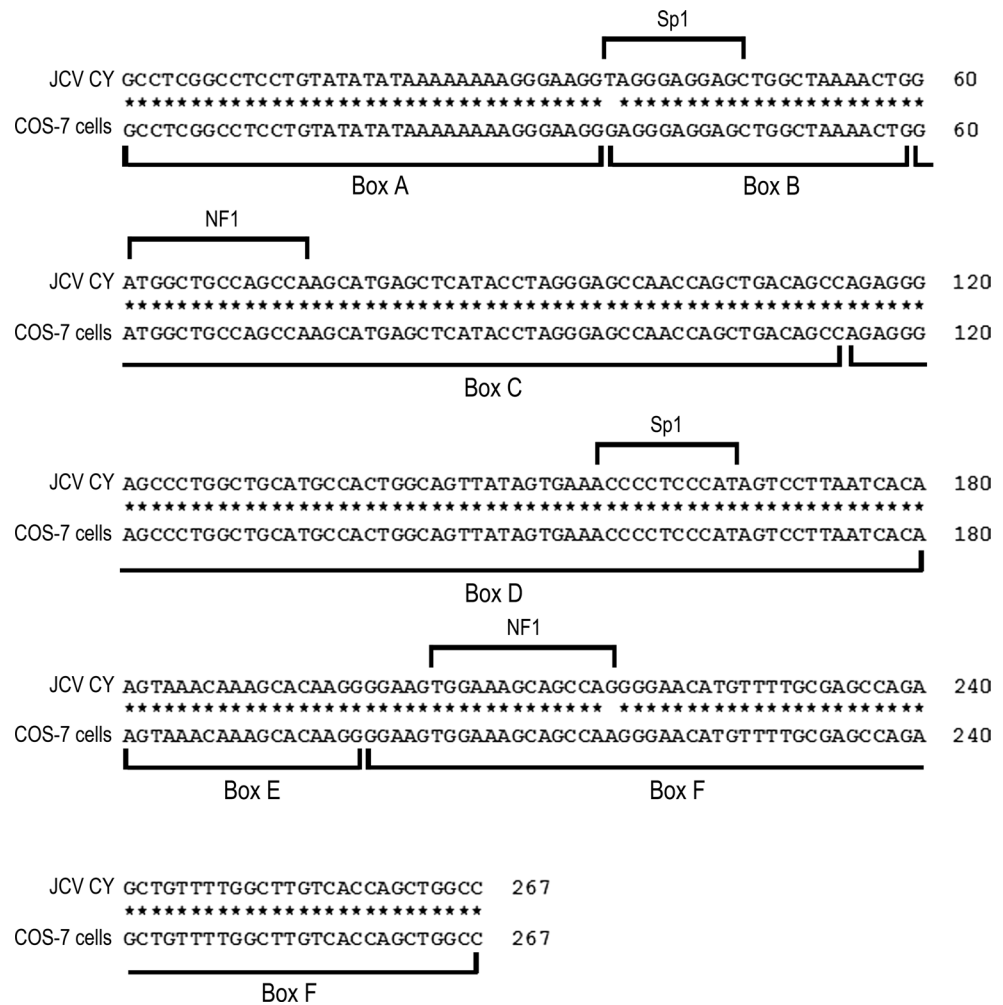 Sp1
JCV CY GCCTCGGCCTCCTGTATATATAAAAAAAAGGGAAGGTAGGGAGGAGCTGGCTAAAACTGG 60
************************************ ***********************
COS-7 cells GCCTCGGCCTCCTGTATATATAAAAAAAAGGGAAGGGAGGGAGGAGCTGGCTAAAACTGG 60
Box A Box B
NF1
JCV CY ATGGCTGCCAGCCAAGCATGAGCTCATACCTAGGGAGCCAACCAGCTGACAGCCAGAGGG 120
************************************************************
COS-7 cells ATGGCTGCCAGCCAAGCATGAGCTCATACCTAGGGAGCCAACCAGCTGACAGCCAGAGGG 120
Box C
Sp1
JCV CY AGCCCTGGCTGCATGCCACTGGCAGTTATAGTGAAACCCCTCCCATAGTCCTTAATCACA 180
************************************************************
COS-7 cells AGCCCTGGCTGCATGCCACTGGCAGTTATAGTGAAACCCCTCCCATAGTCCTTAATCACA 180
Box D
NF1
JCV CY AGTAAACAAAGCACAAGGGGAAGTGGAAAGCAGCCAGGGGAACATGTTTTGCGAGCCAGA 240
************************************ ***********************
COS-7 cells AGTAAACAAAGCACAAGGGGAAGTGGAAAGCAGCCAAGGGAACATGTTTTGCGAGCCAGA 240
Box E Box F
JCV CY GCTGTTTTGGCTTGTCACCAGCTGGCC 267
***************************
COS-7 cells GCTGTTTTGGCTTGTCACCAGCTGGCC 267
Box F